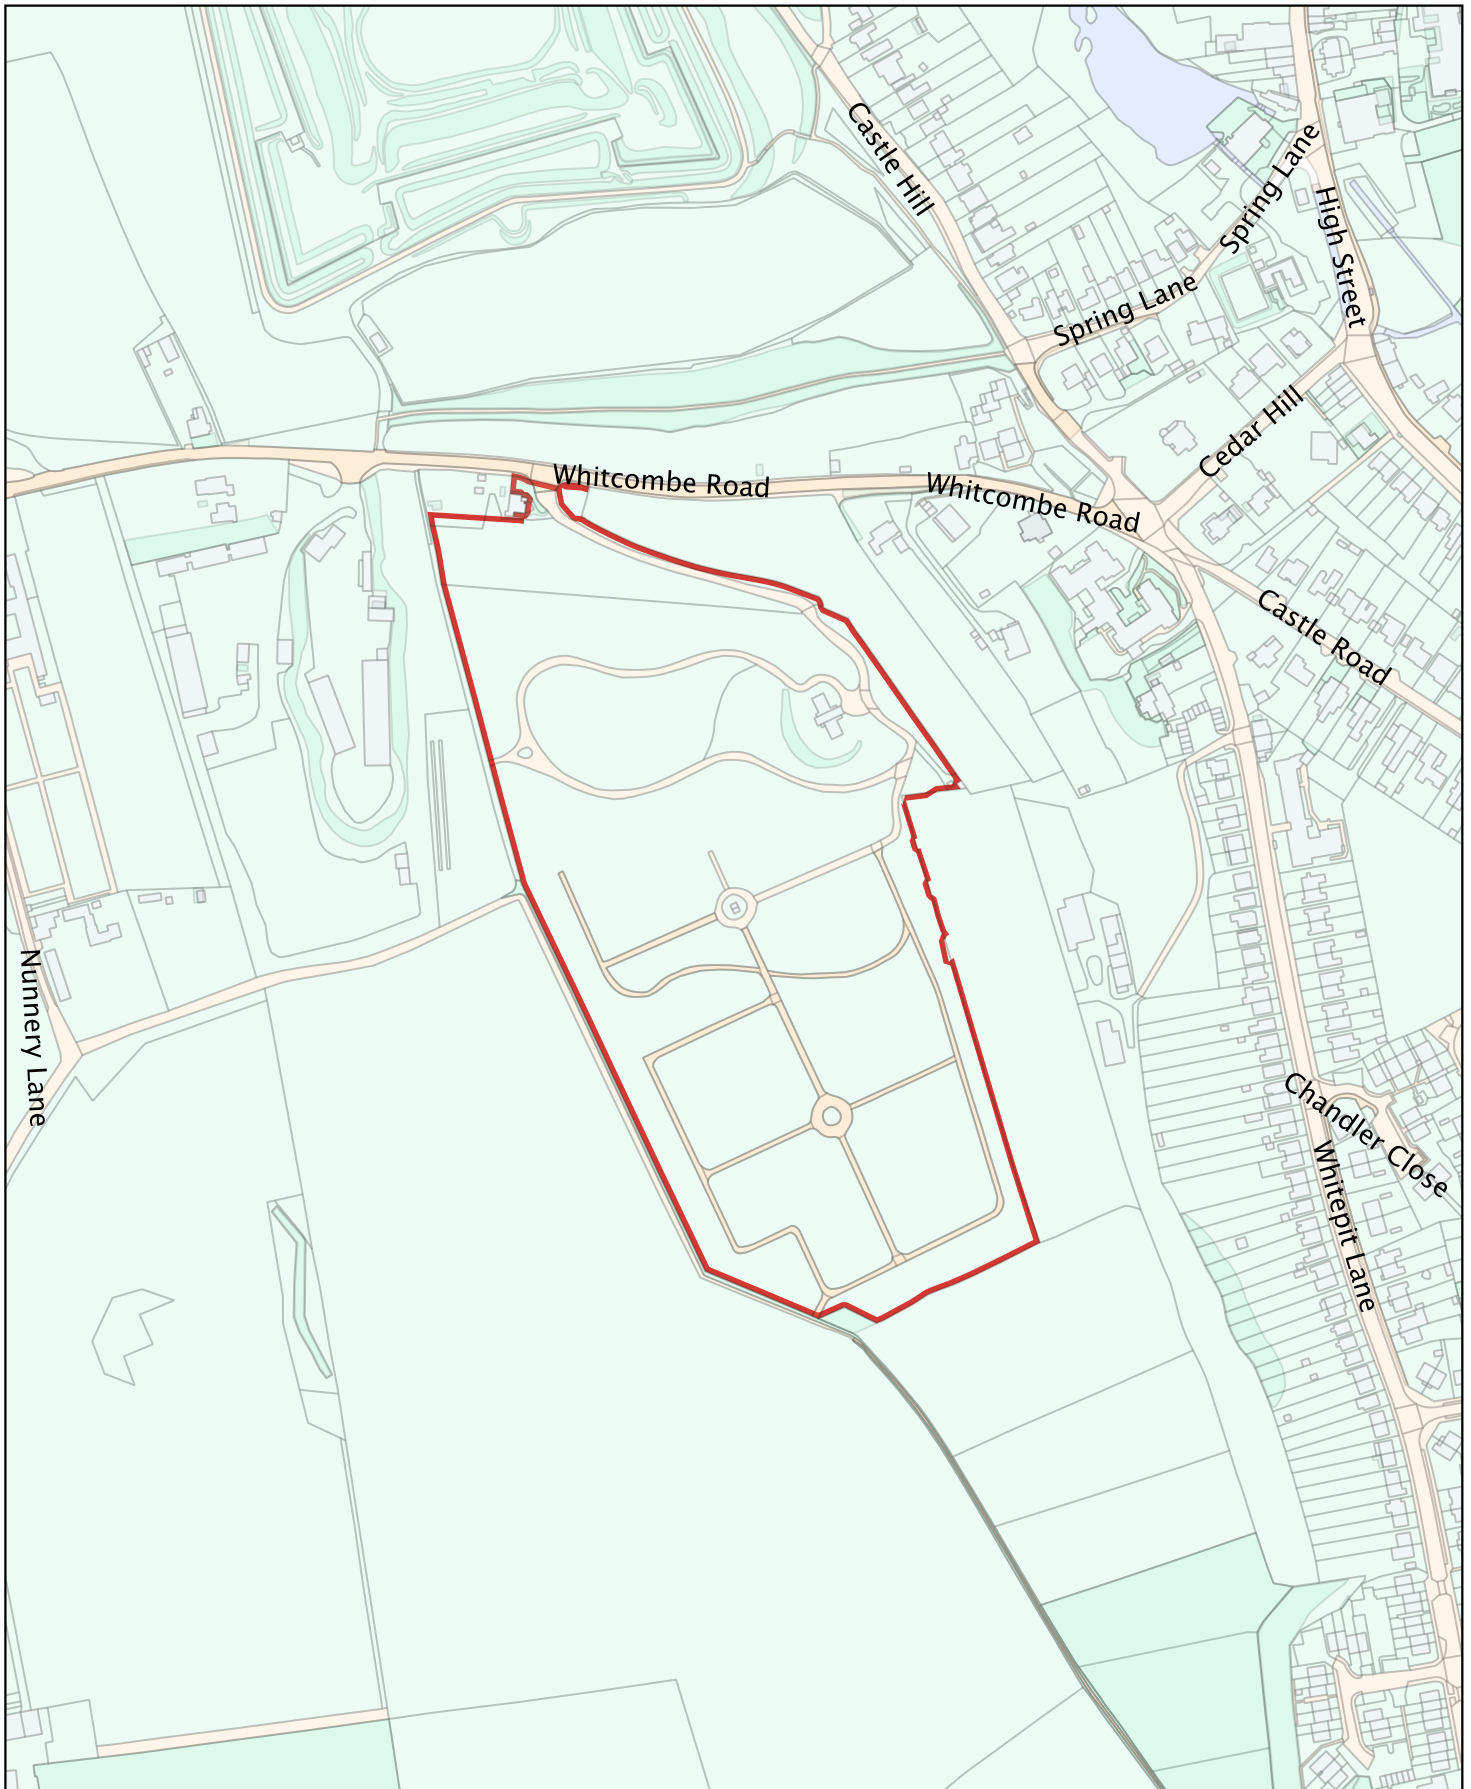 Castle Hill
Spring Lane
High Street
Spring Lane
Cedar Hill
Whitcombe Road
Whitcombe Road
Castle Road
Nunnery Lane
Chandler Close
Whitepit Lane